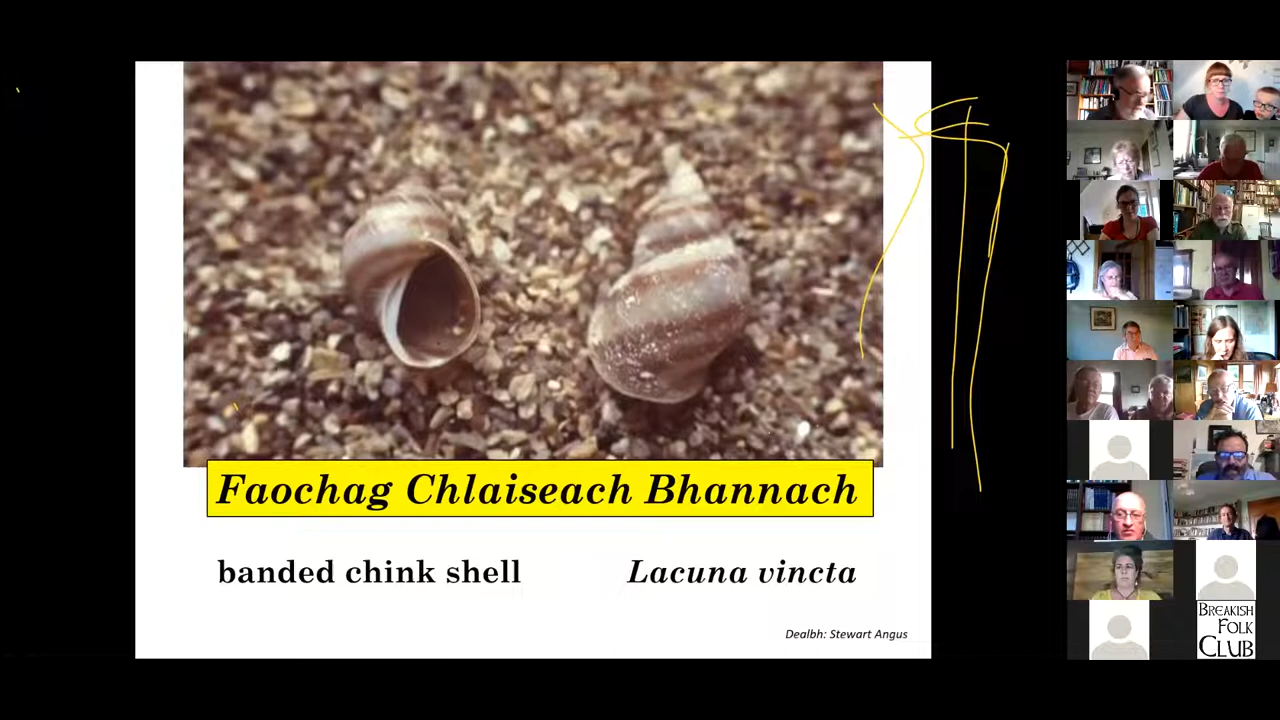 Faochag Chlaiseach Bhannach
banded chink shell
Lacuna vincta
Dealbh: Stewart Angus
BREAKISH
FOLK
CLUB